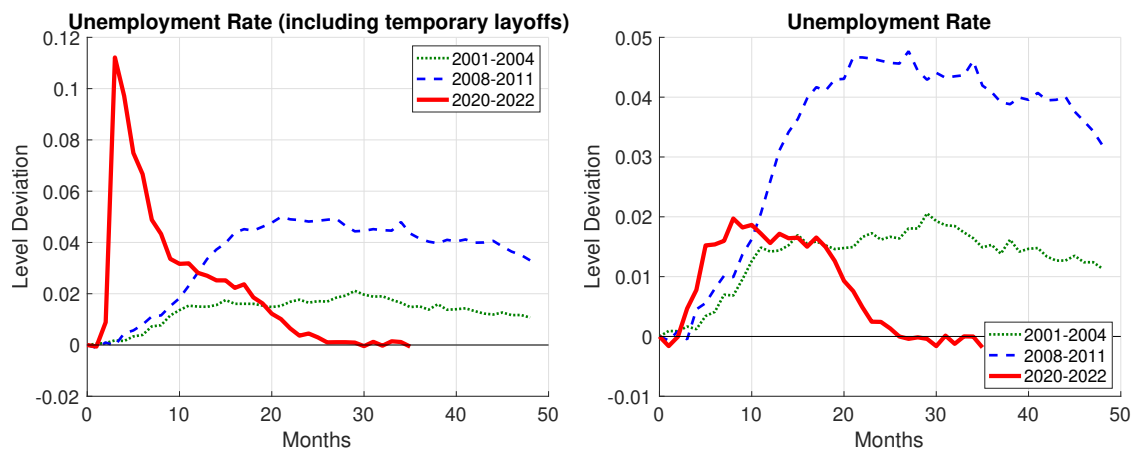 Unemployment Rate (including temporary layoffs)
0.12
0.1
0.08
0.06
0.04
0.02
0
-0.02
Level Deviation
0 10 20 30 40 50
Months
2001-2004
2008-2011
2020-2022
Unemployment Rate
0.05
0.04
0.03
0.02
0.01
0
-0.01
Level Deviation
0 10 20 30 40 50
Months
2001-2004
2008-2011
2020-2022